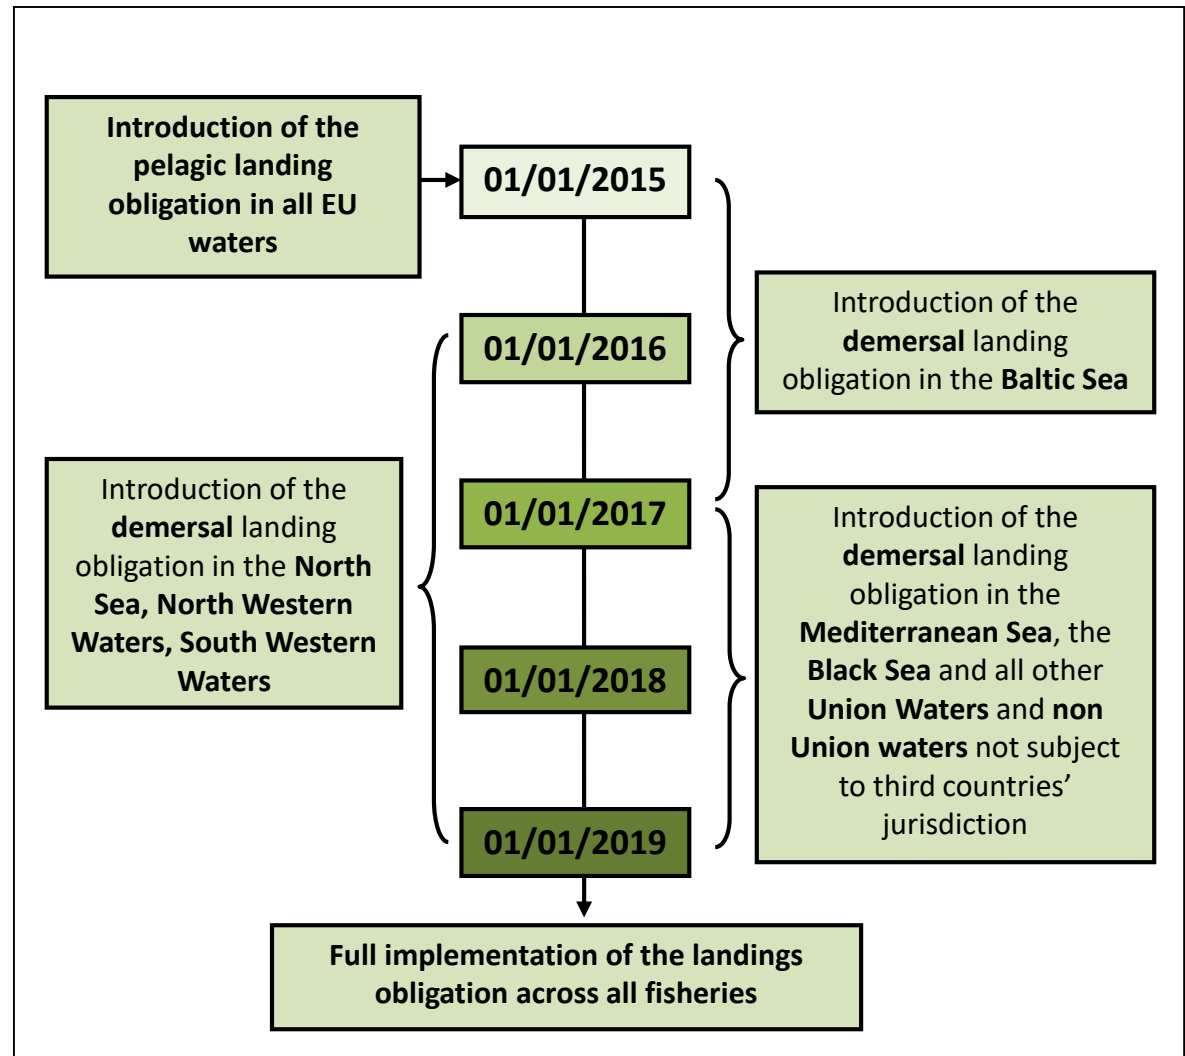 Introduction of the
pelagic landing
obligation in all EU
waters
01/01/2015
Introduction of the
demersal landing
obligation in the Baltic Sea
01/01/2016
Introduction of the
demersal landing
obligation in the North
Sea, North Western
Waters, South Western
Waters
01/01/2017
Introduction of the
demersal landing
obligation in the
Mediterranean Sea, the
Black Sea and all other
Union Waters and non
Union waters not subject
to third countries’
jurisdiction
01/01/2018
01/01/2019
Full implementation of the landings
obligation across all fisheries